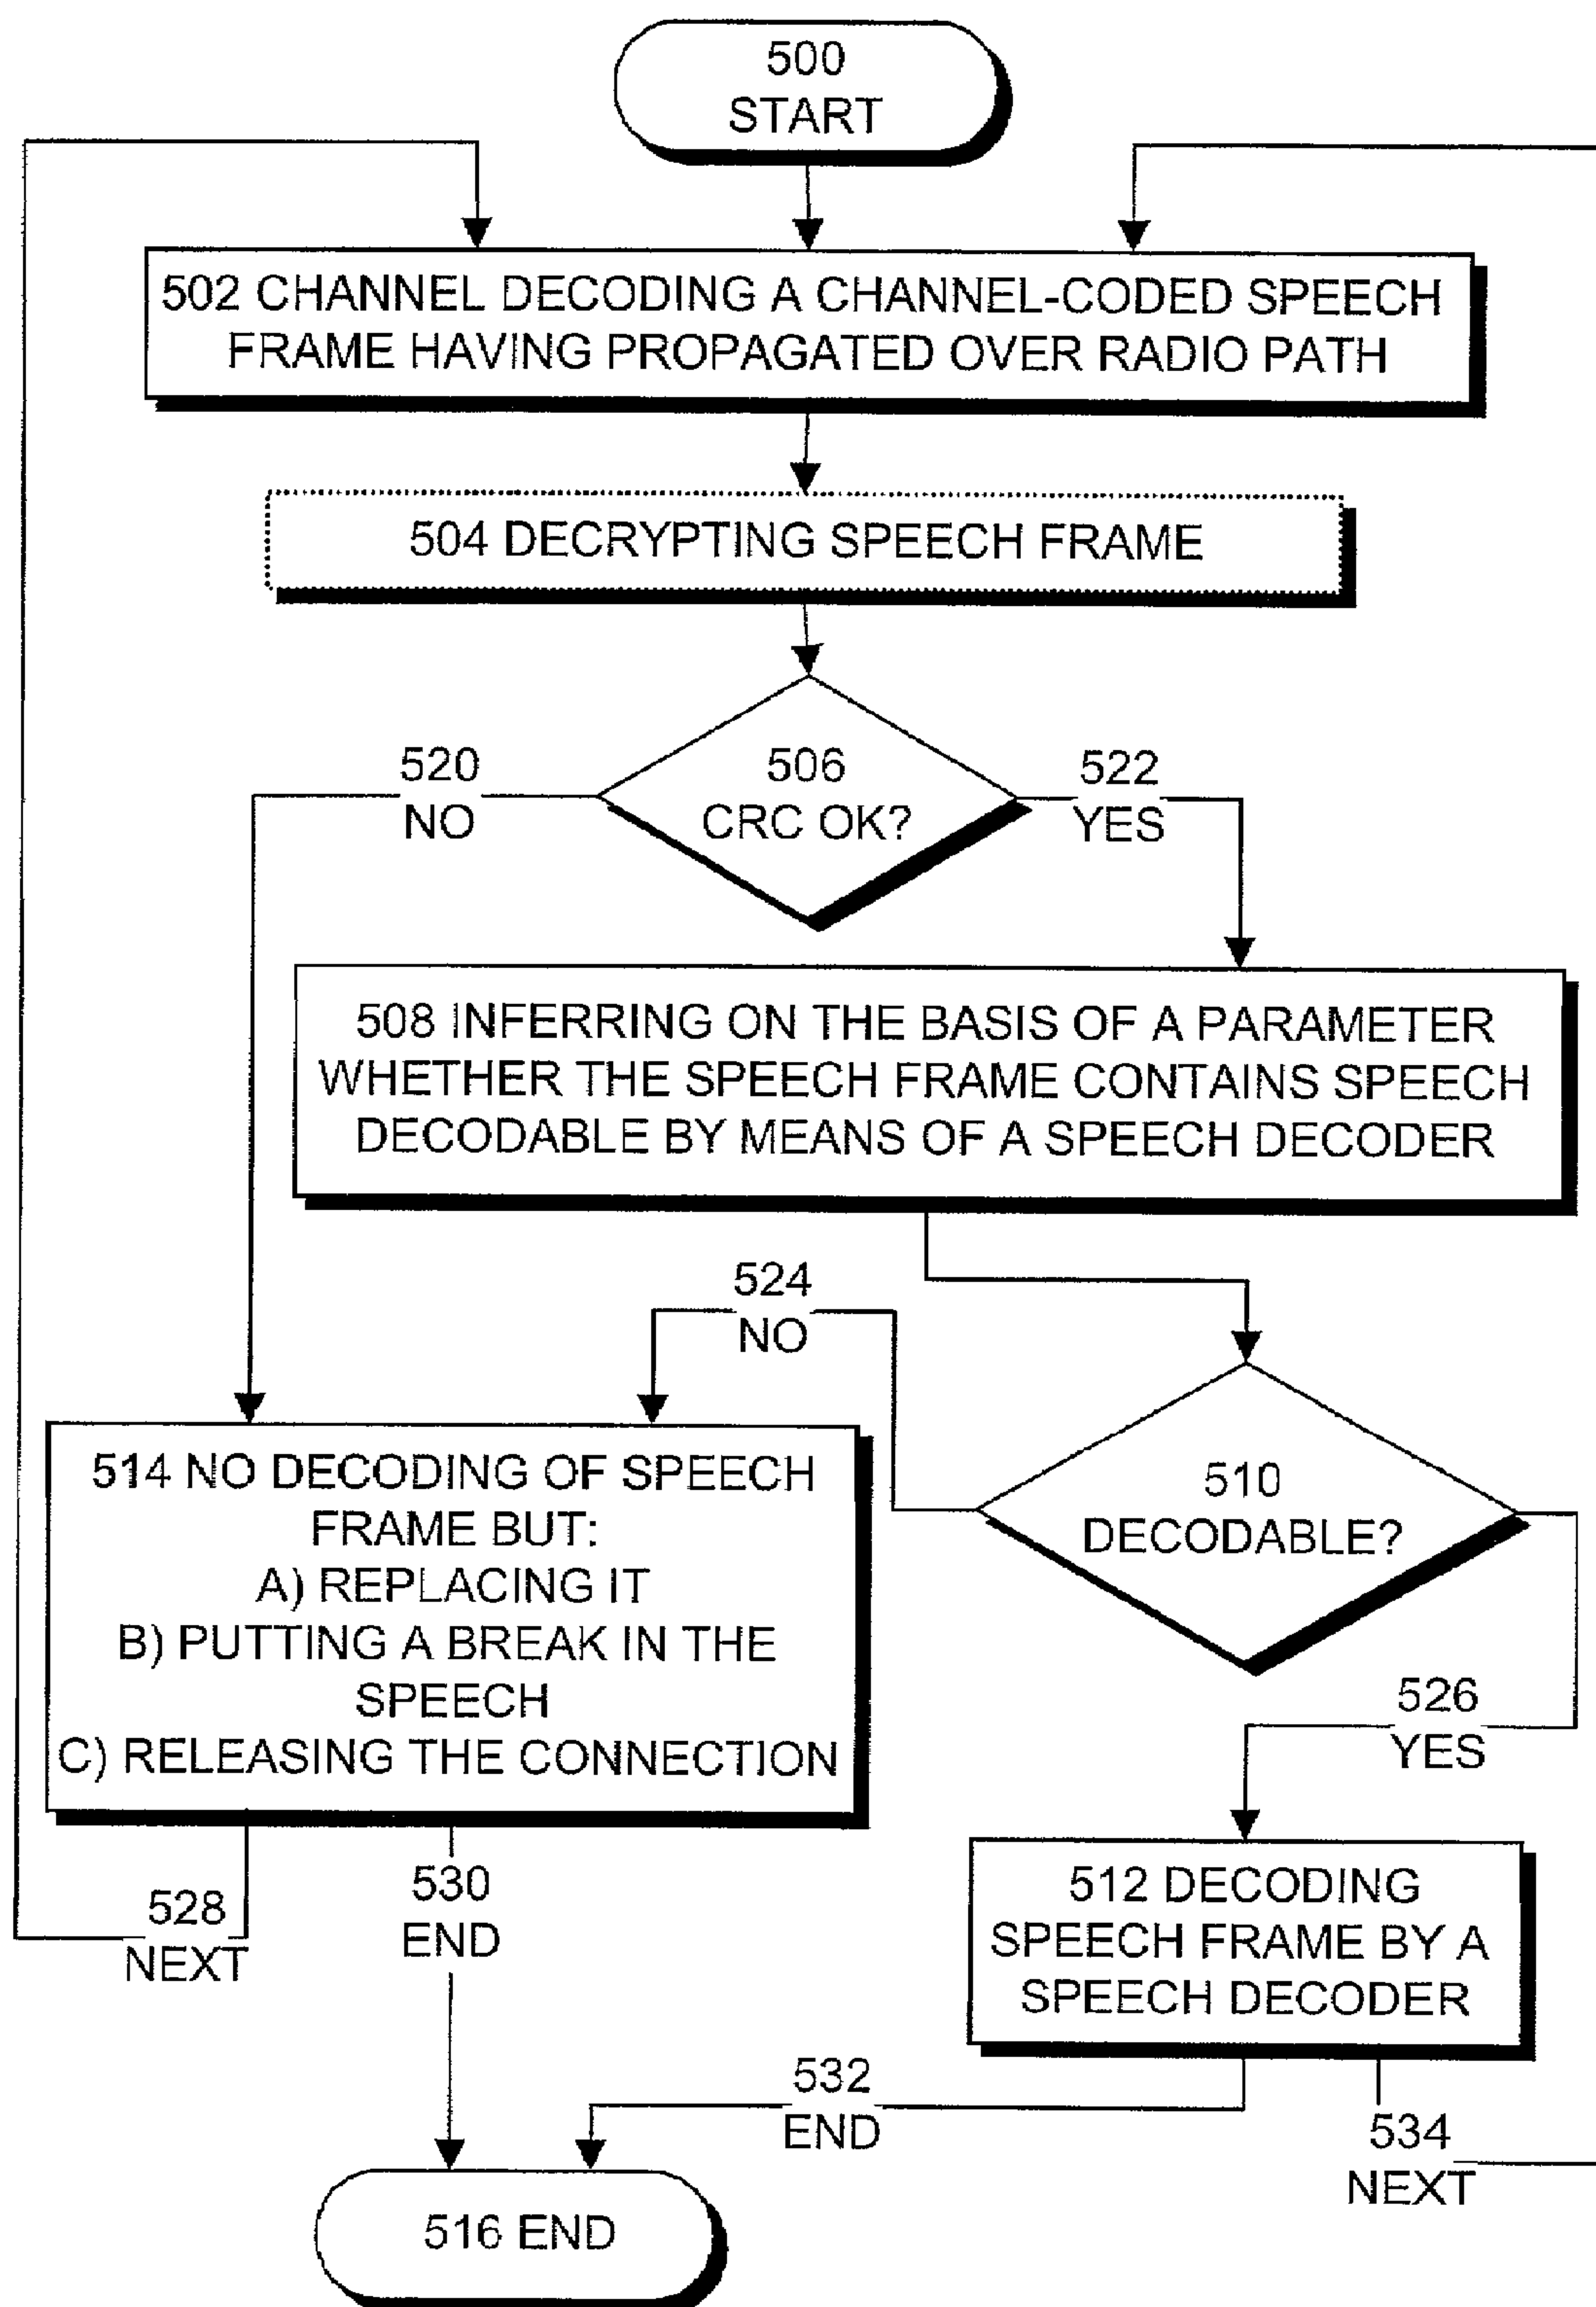 500
START
502 CHANNEL DECODING A CHANNEL-CODED SPEECH
FRAME HAVING PROPAGATED OVER RADIO PATH
504 DECRYPTING SPEECH FRAME
520
NO
506
CRC OK?
522
YES
508 INFERRING ON THE BASIS OF A PARAMETER
WHETHER THE SPEECH FRAME CONTAINS SPEECH
DECODABLE BY MEANS OF A SPEECH DECODER
524
NO
514 NO DECODING OF SPEECH
FRAME BUT:
A) REPLACING IT
B) PUTTING A BREAK IN THE
SPEECH
C) RELEASING THE CONNECTION
510
DECODABLE?
526
YES
528
NEXT
530
END
512 DECODING
SPEECH FRAME BY A
SPEECH DECODER
532
END
534
NEXT
516 END